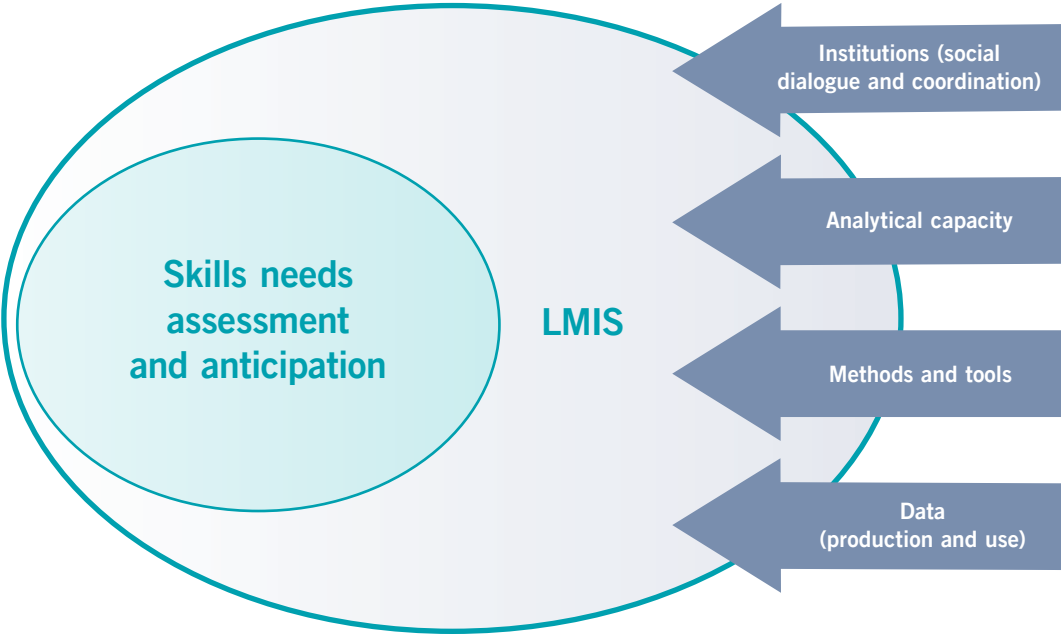 Institutions (social
dialogue and coordination)
Analytical capacity
Skills needs
assessment
and anticipation
LMIS
Methods and tools
Data
(production and use)